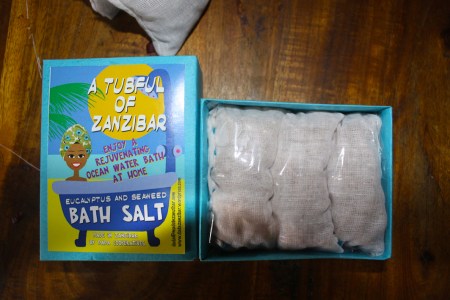 A TUBFUL
OF
ZANZIBAR
ENJOY A
REJUVENATING
OCEAN WATER BATH
AT HOME
EUCALYPTUS AND SEAWEED
BATH SALT